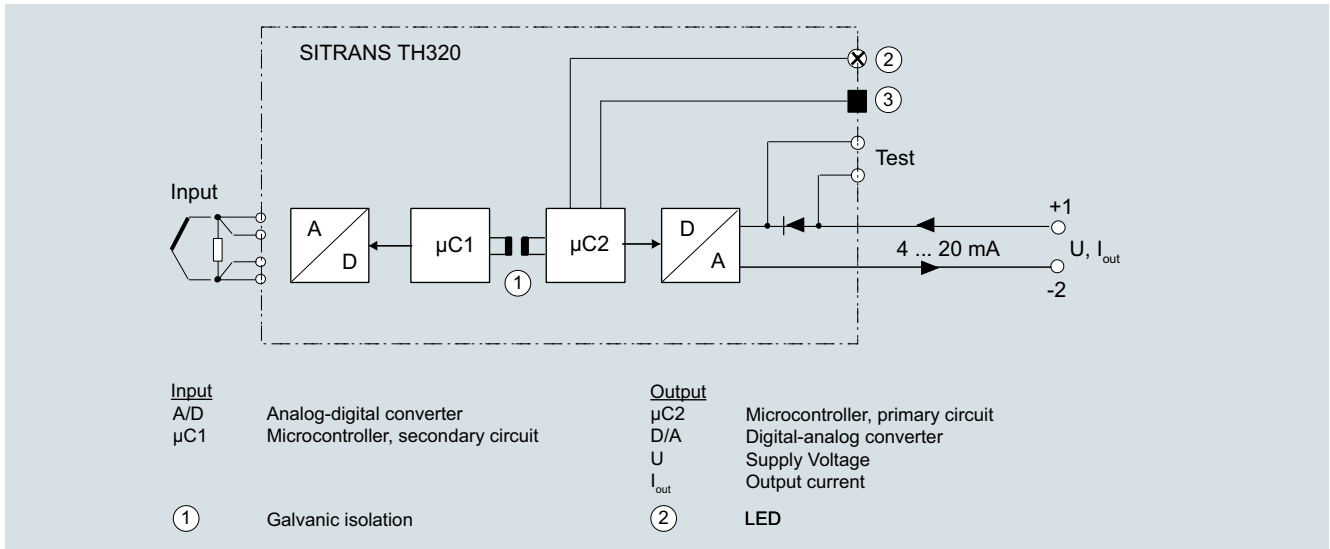 SITRANS TH320
2
3
Test
Input
A
D
µC1
µC2
D
A
1
+1
4 ... 20 mA
U, Iout
-2
Input
A/D Analog-digital converter
µC1 Microcontroller, secondary circuit
Output
µC2 Microcontroller, primary circuit
D/A Digital-analog converter
U Supply Voltage
Iout Output current
1 Galvanic isolation
2 LED